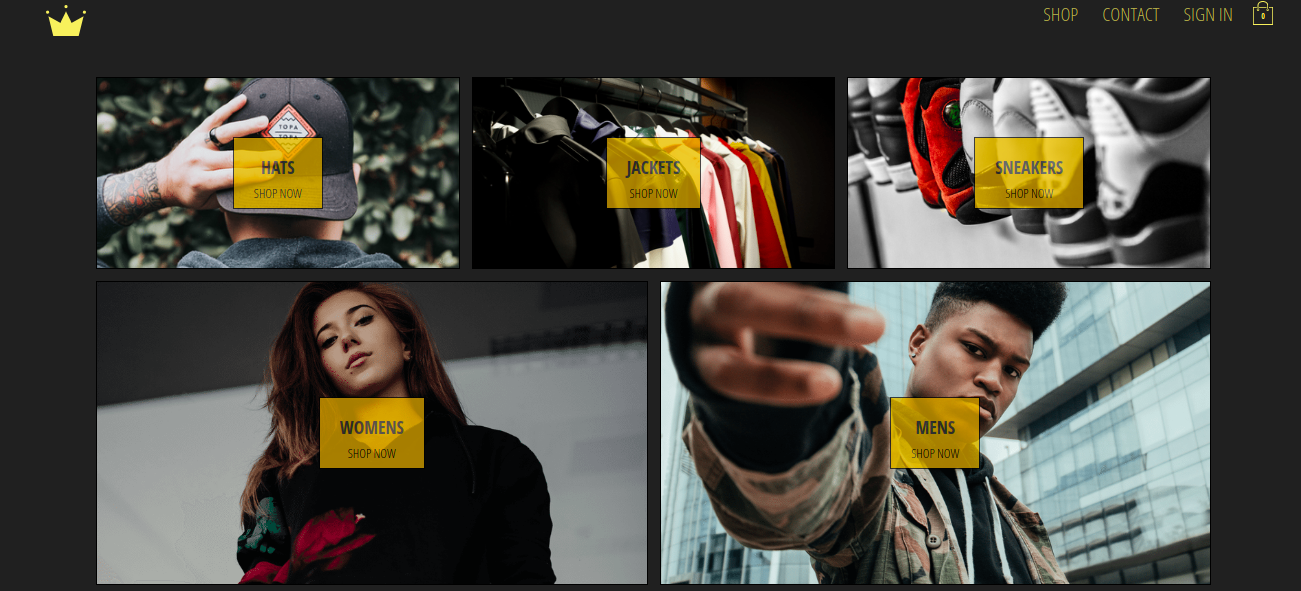 SHOP CONTACT SIGN IN 0
TOPA
TOPA
HATS
SHOP NOW
JACKETS
SHOP NOW
SNEAKERS
SHOP NOW
WOMENS
SHOP NOW
MENS
SHOP NOW